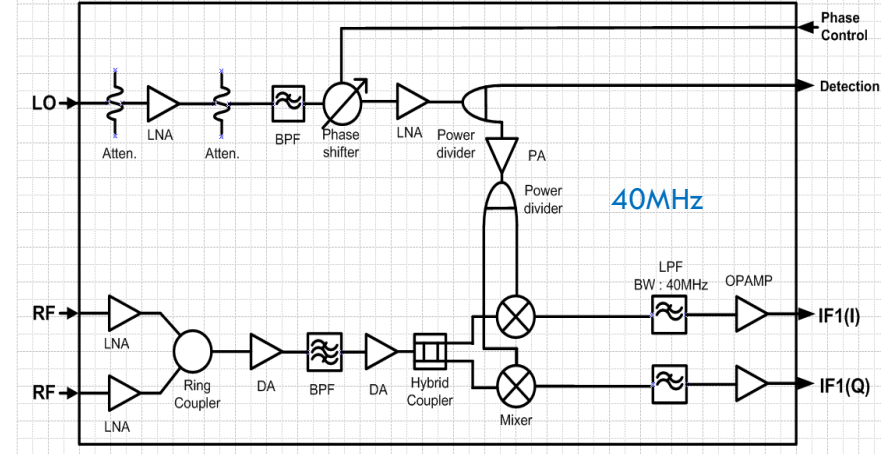 Phase
Control
Detection
LO
LNA
Atten.
Atten.
BPF
Phase
shifter
LNA
Power
divider
PA
Power
divider
40MHz
LPF
BW : 40MHz
OPAMP
RF
LNA
IF1(I)
Ring
Coupler
DA
BPF
DA
Hybrid
Coupler
RF
LNA
Mixer
IF1(Q)